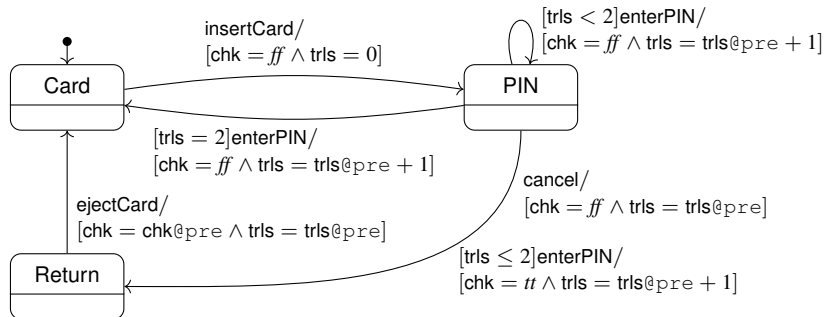 insertCard/
[chk = ff ∧ trls = 0]
[trls < 2]enterPIN/
[chk = ff ∧ trls = trls@pre + 1]
Card
PIN
[trls = 2]enterPIN/
[chk = ff ∧ trls = trls@pre + 1]
cancel/
[chk = ff ∧ trls = trls@pre]
ejectCard/
[chk = chk@pre ∧ trls = trls@pre]
[trls ≤ 2]enterPIN/
[chk = tt ∧ trls = trls@pre + 1]
Return